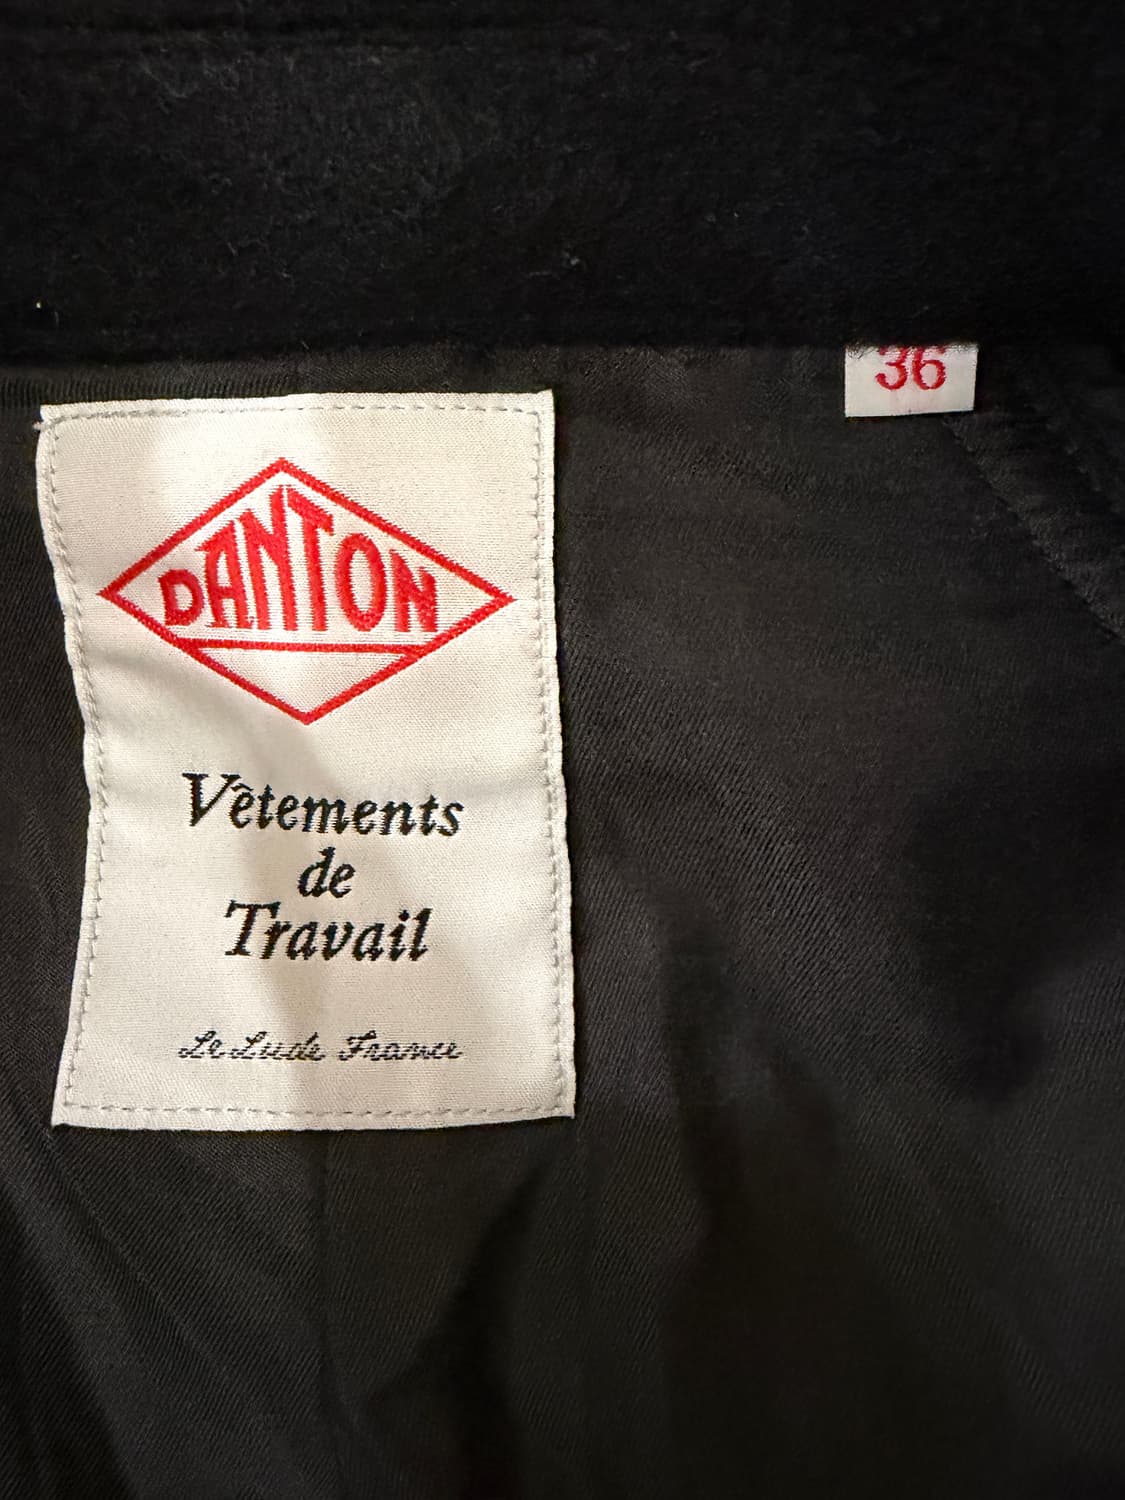 36
DANTON
Vêtements
de
Travail
Le Lude France